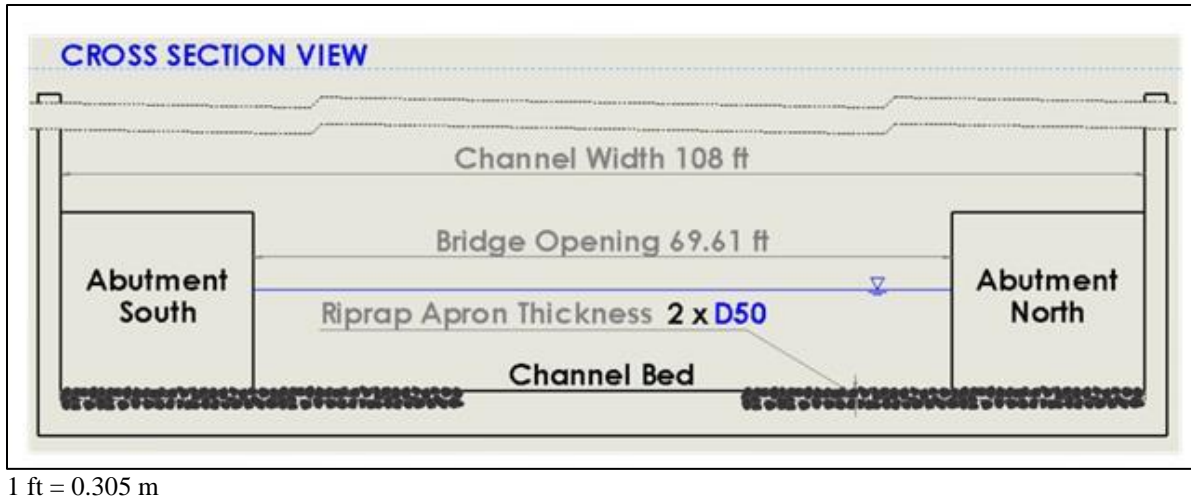 CROSS SECTION VIEW
Channel Width 108 ft
Bridge Opening 69.61 ft
Abutment
South
Abutment
North
Riprap Apron Thickness 2 x D50
Channel Bed
1 ft = 0.305 m